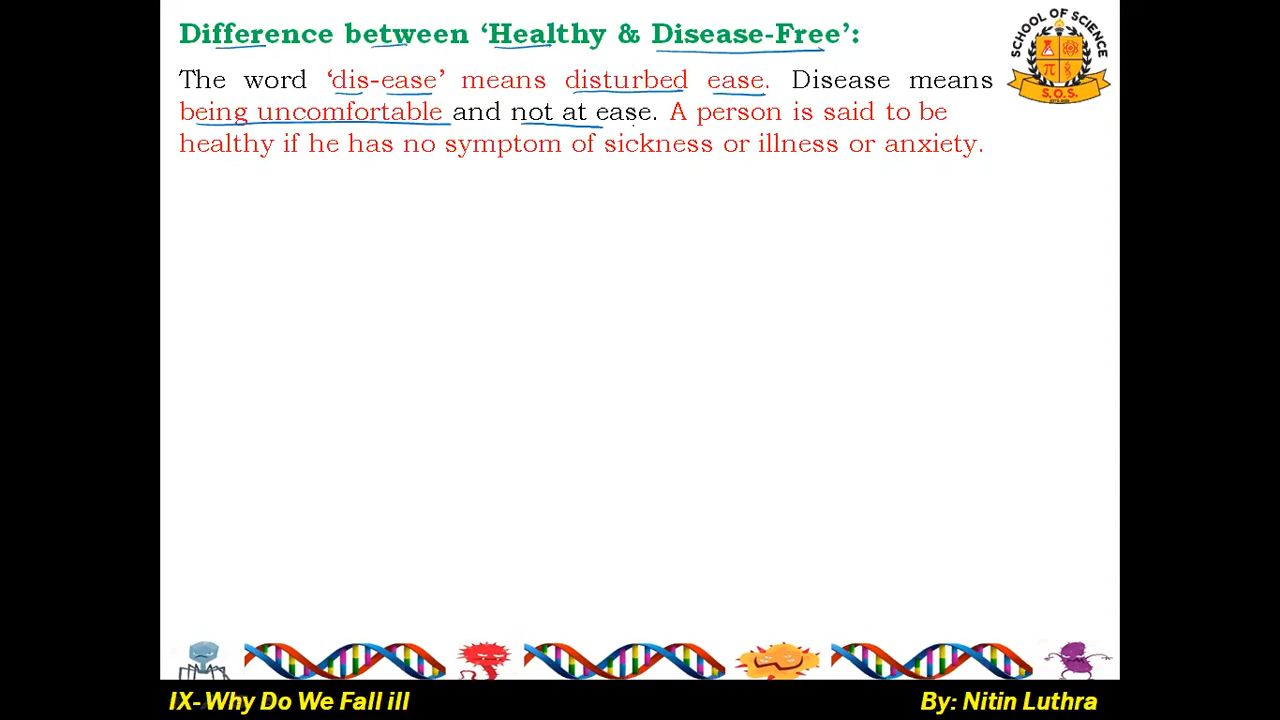 Difference between ‘Healthy & Disease-Free’:
The word ‘dis-ease’ means disturbed ease. Disease means
being uncomfortable and not at ease. A person is said to be
healthy if he has no symptom of sickness or illness or anxiety.
SCHOOL OF SCIENCE
π
S.O.S.
IX- Why Do We Fall ill
By: Nitin Luthra